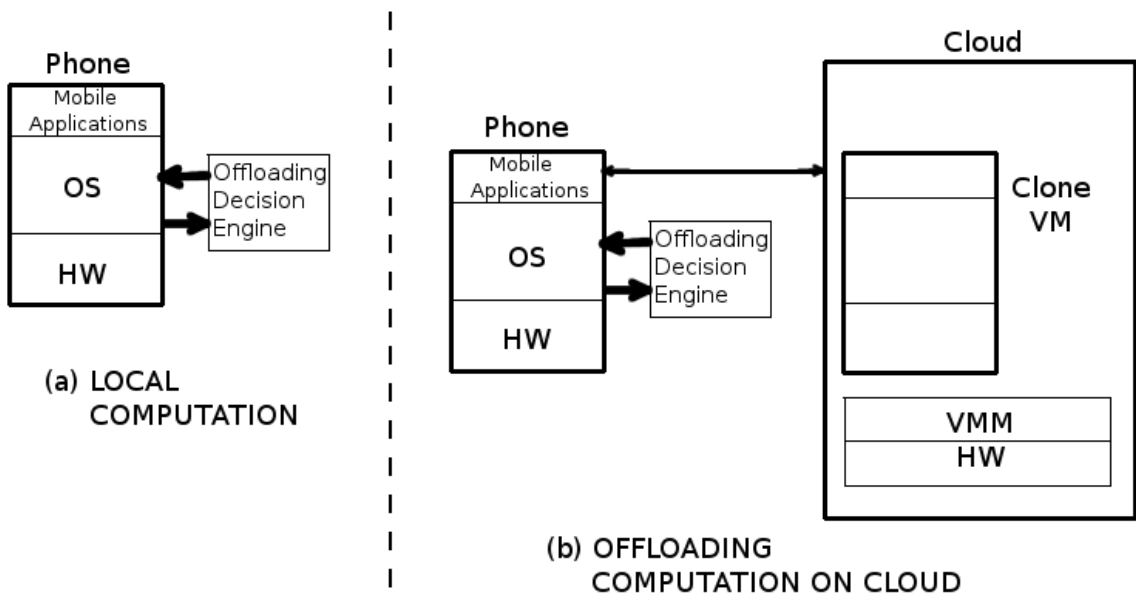 Phone
Mobile
Applications
OS
HW
Offloading
Decision
Engine
(a) LOCAL
COMPUTATION
Phone
Mobile
Applications
OS
HW
Offloading
Decision
Engine
Cloud
Clone
VM
VMM
HW
(b) OFFLOADING
COMPUTATION ON CLOUD